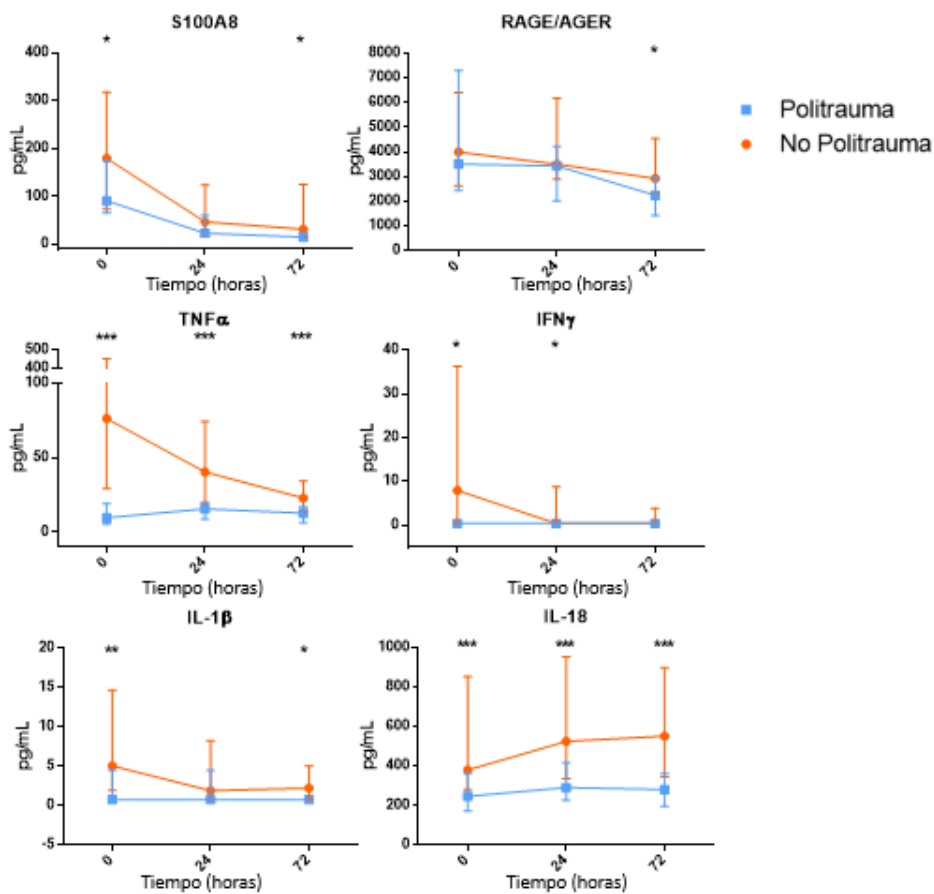 S100A8
* *
400
300
200
100
0
pg/mL
0 24 72
Tiempo (horas)
RAGE/AGER
*
8000
7000
6000
5000
4000
3000
2000
1000
0
pg/mL
0 24 72
Tiempo (horas)
Politrauma
No Politrauma
TNFα
*** *** ***
500
400
100
50
0
pg/mL
0 24 72
Tiempo (horas)
IFNγ
* *
40
30
20
10
0
pg/mL
0 24 72
Tiempo (horas)
IL-1β
** *
20
15
10
5
0
-5
pg/mL
0 24 72
Tiempo (horas)
IL-18
*** *** ***
1000
800
600
400
200
0
pg/mL
0 24 72
Tiempo (horas)